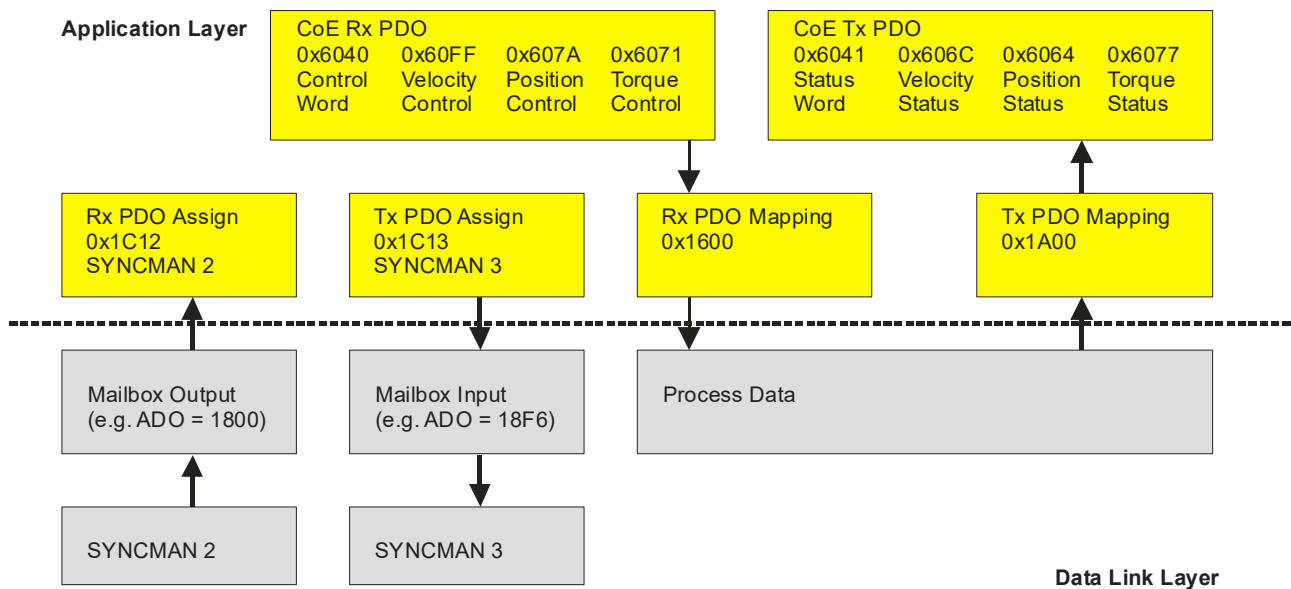 Application Layer
CoE Rx PDO
0x6040 0x60FF 0x607A 0x6071
Control Velocity Position Torque
Word Control Control Control
CoE Tx PDO
0x6041 0x606C 0x6064 0x6077
Status Velocity Position Torque
Word Status Status Status
Rx PDO Assign
0x1C12
SYNCMAN 2
Tx PDO Assign
0x1C13
SYNCMAN 3
Rx PDO Mapping
0x1600
Tx PDO Mapping
0x1A00
Mailbox Output
(e.g. ADO = 1800)
Mailbox Input
(e.g. ADO = 18F6)
Process Data
SYNCMAN 2
SYNCMAN 3
Data Link Layer